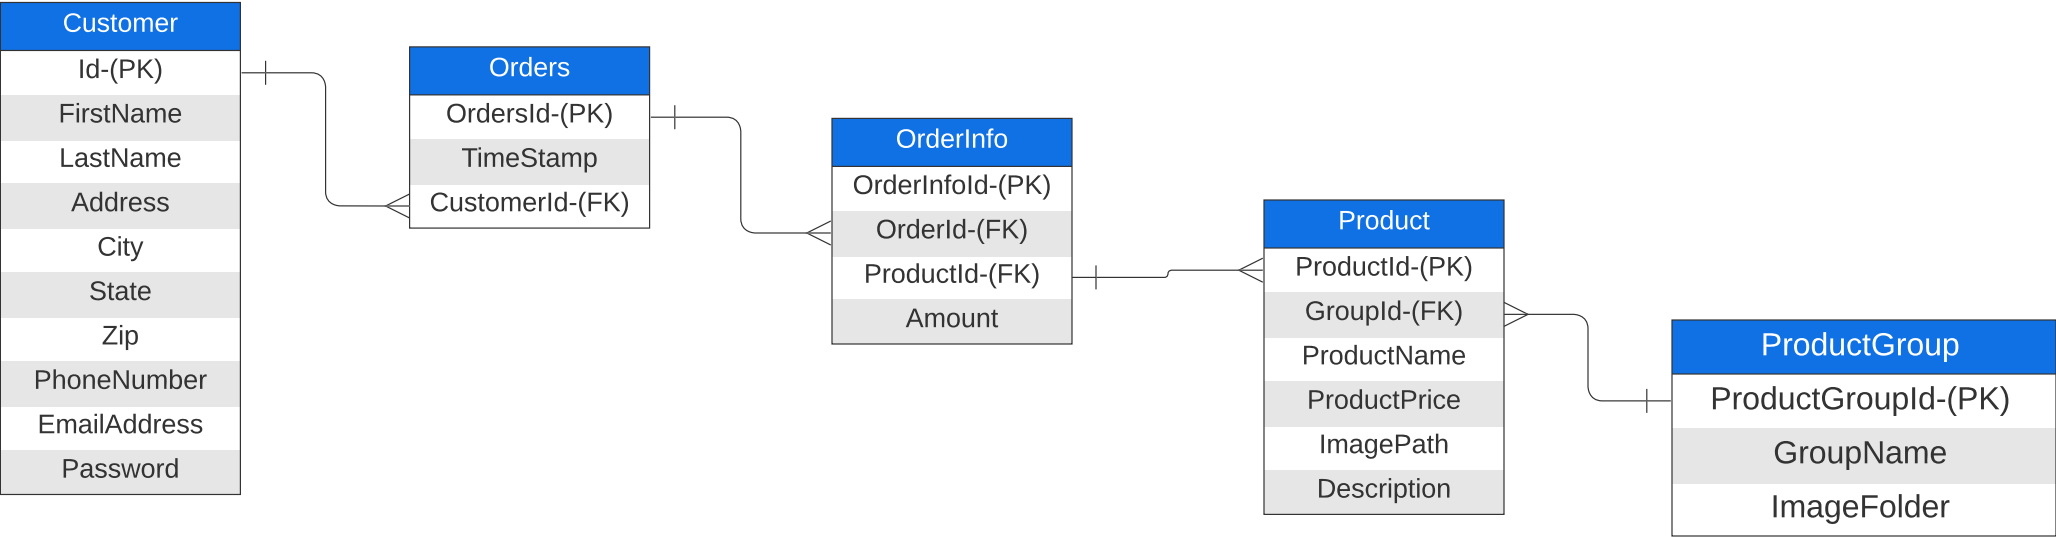 Customer
Id-(PK)
FirstName
LastName
Address
City
State
Zip
PhoneNumber
EmailAddress
Password
Orders
OrdersId-(PK)
TimeStamp
CustomerId-(FK)
OrderInfo
OrderInfoId-(PK)
OrderId-(FK)
ProductId-(FK)
Amount
Product
ProductId-(PK)
GroupId-(FK)
ProductName
ProductPrice
ImagePath
Description
ProductGroup
ProductGroupId-(PK)
GroupName
ImageFolder